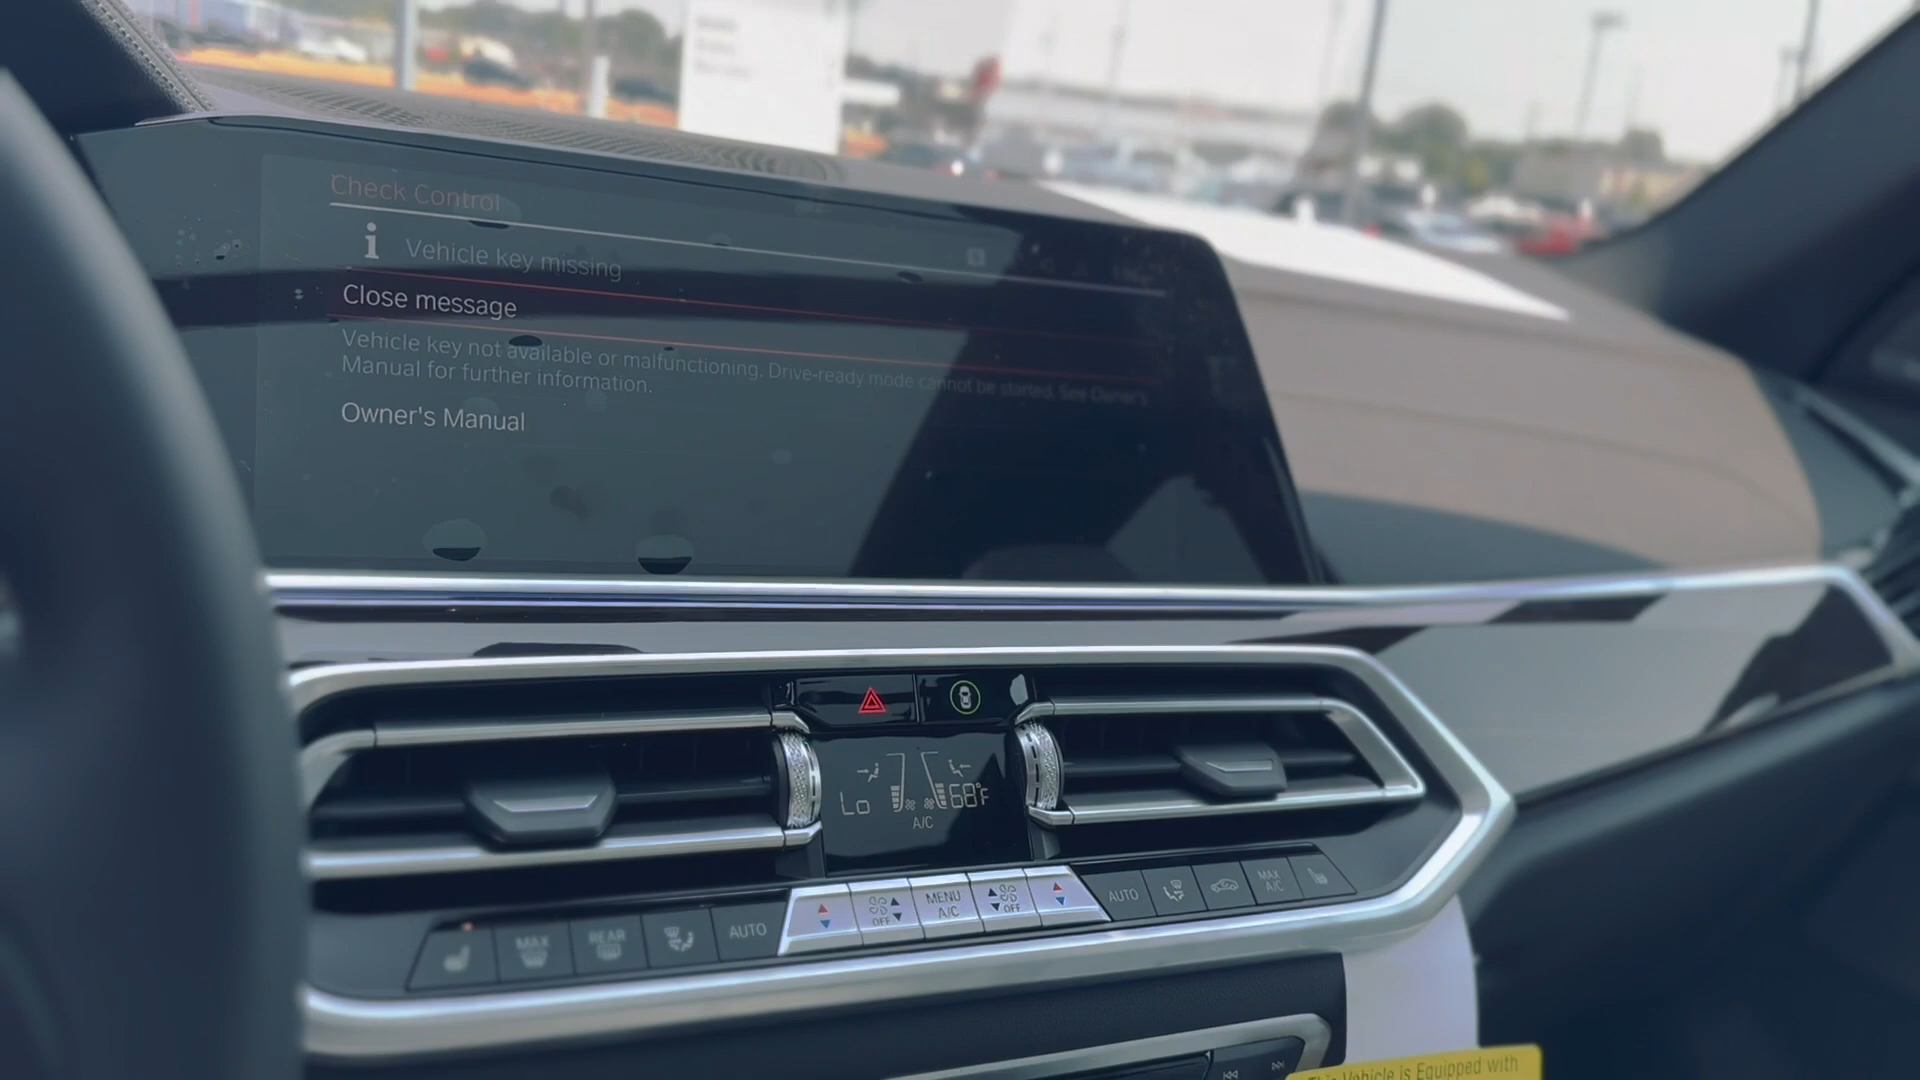 Check Control
i Vehicle key missing
Close message
Vehicle key not available or malfunctioning. Drive-ready mode cannot be started. See Owner's
Manual for further information.
Owner's Manual
Lo
68°F
A/C
MAX
REAR
AUTO
OFF
MENU
A/C
OFF
AUTO
MAX
A/C
This Vehicle is Equipped with